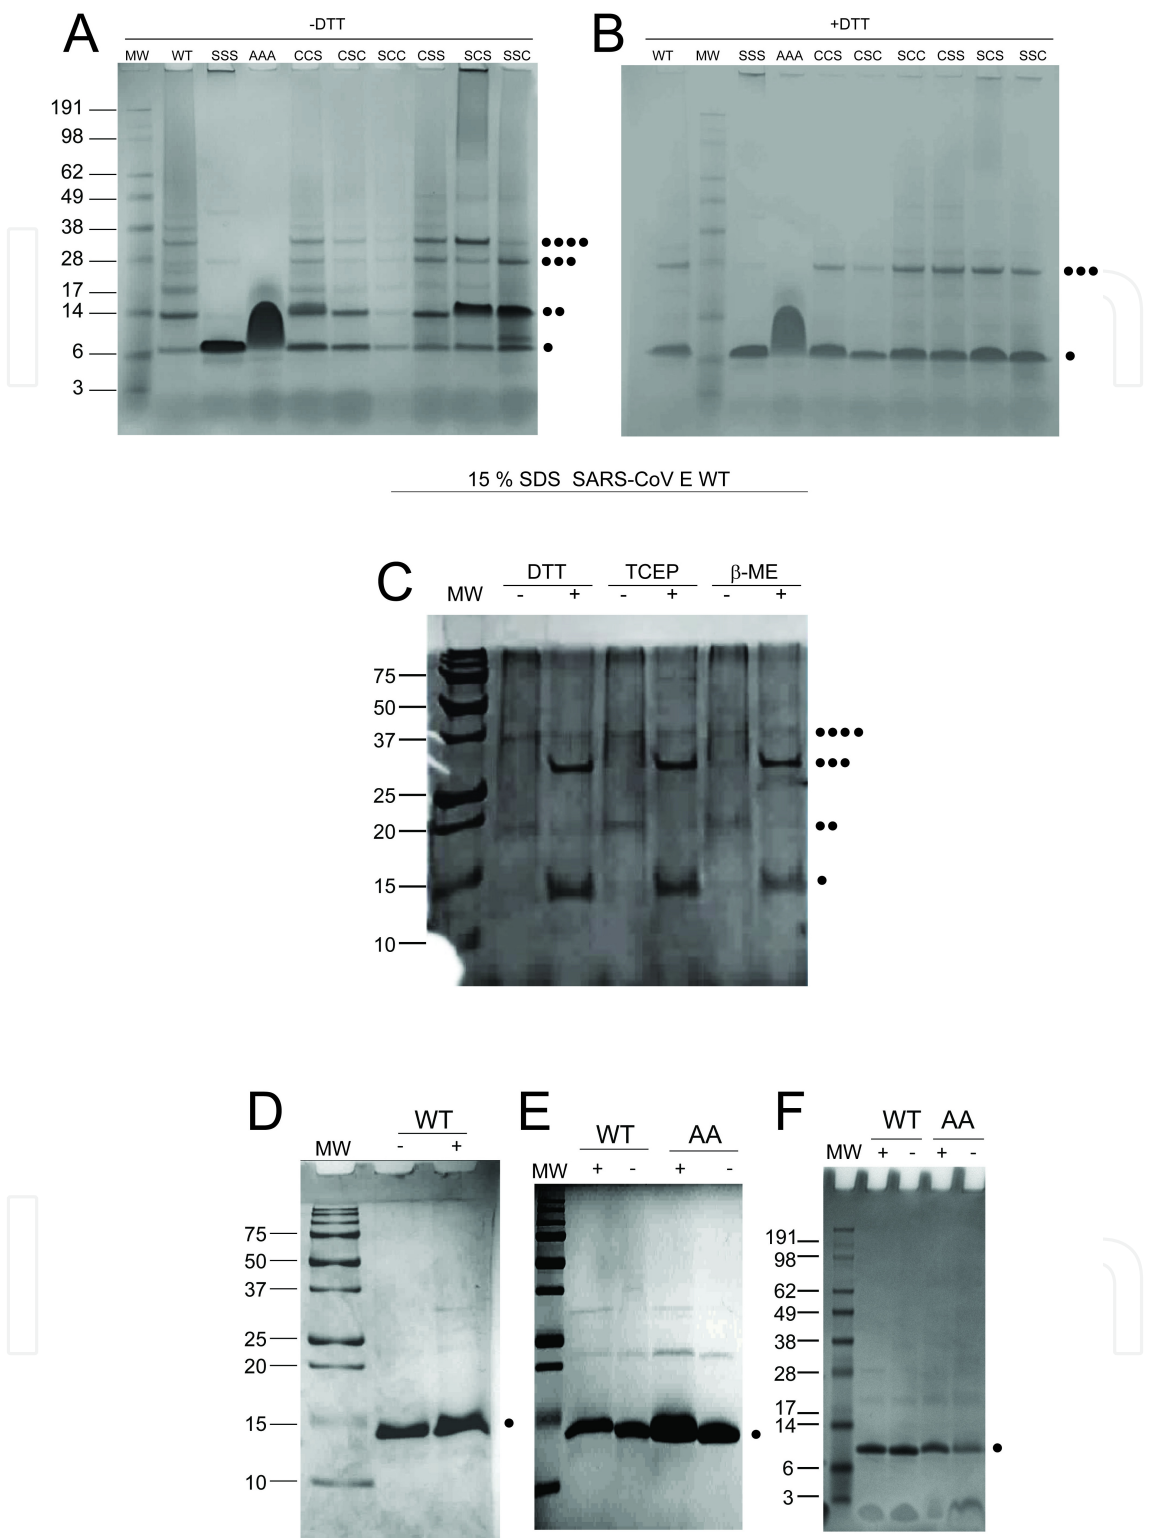 A
-DTT
MW WT SSS AAA CCS CSC SCC CSS SCS SSC
191
98
62
49
38
28
17
14
6
3
B
+DTT
WT MW SSS AAA CCS CSC SCC CSS SCS SSC
15 % SDS SARS-CoV E WT
C
DTT TCEP β-ME
MW - + - + - +
75
50
37
25
20
15
10
D
WT
MW - +
75
50
37
25
20
15
10
E
WT AA
MW + - + -
F
WT AA
MW + - + -
191
98
62
49
38
28
17
14
6
3